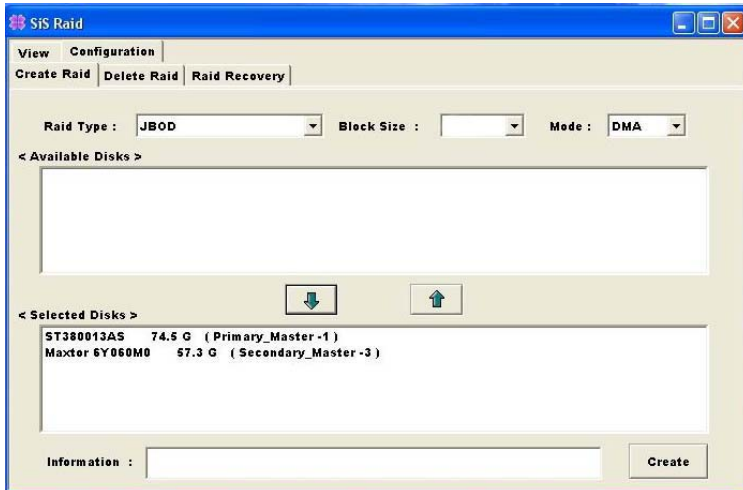 SiS Raid
View Configuration
Create Raid Delete Raid Raid Recovery
Raid Type : JBOD Block Size : Mode : DMA
< Available Disks >
< Selected Disks >
ST380013AS 74.5 G ( Primary_Master -1 )
Maxtor 6Y060M0 57.3 G ( Secondary_Master -3 )
Information : Create